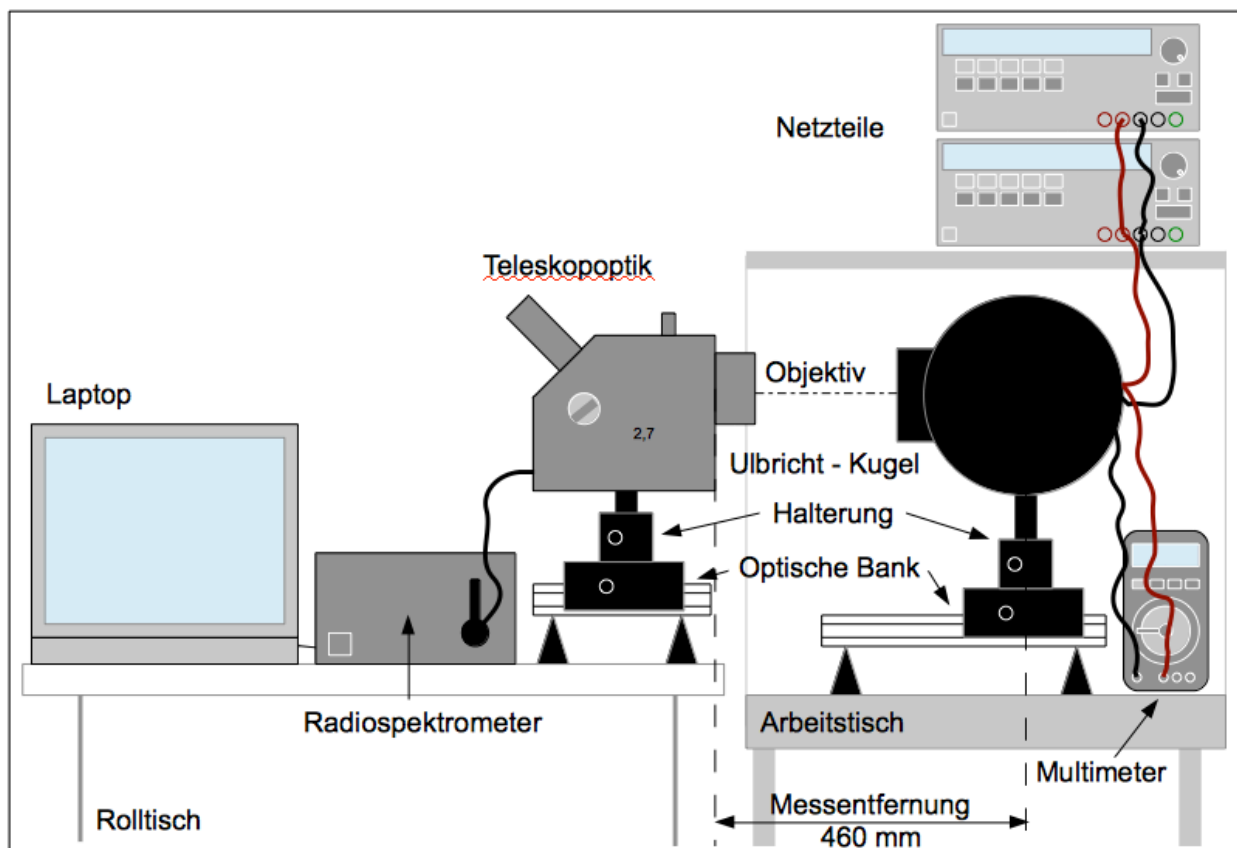 Netzteile
Teleskopoptik
Objektiv
Laptop
2,7
Ulbricht - Kugel
Halterung
Optische Bank
Radiospektrometer
Arbeitstisch
Multimeter
Messentfernung
460 mm
Rolltisch